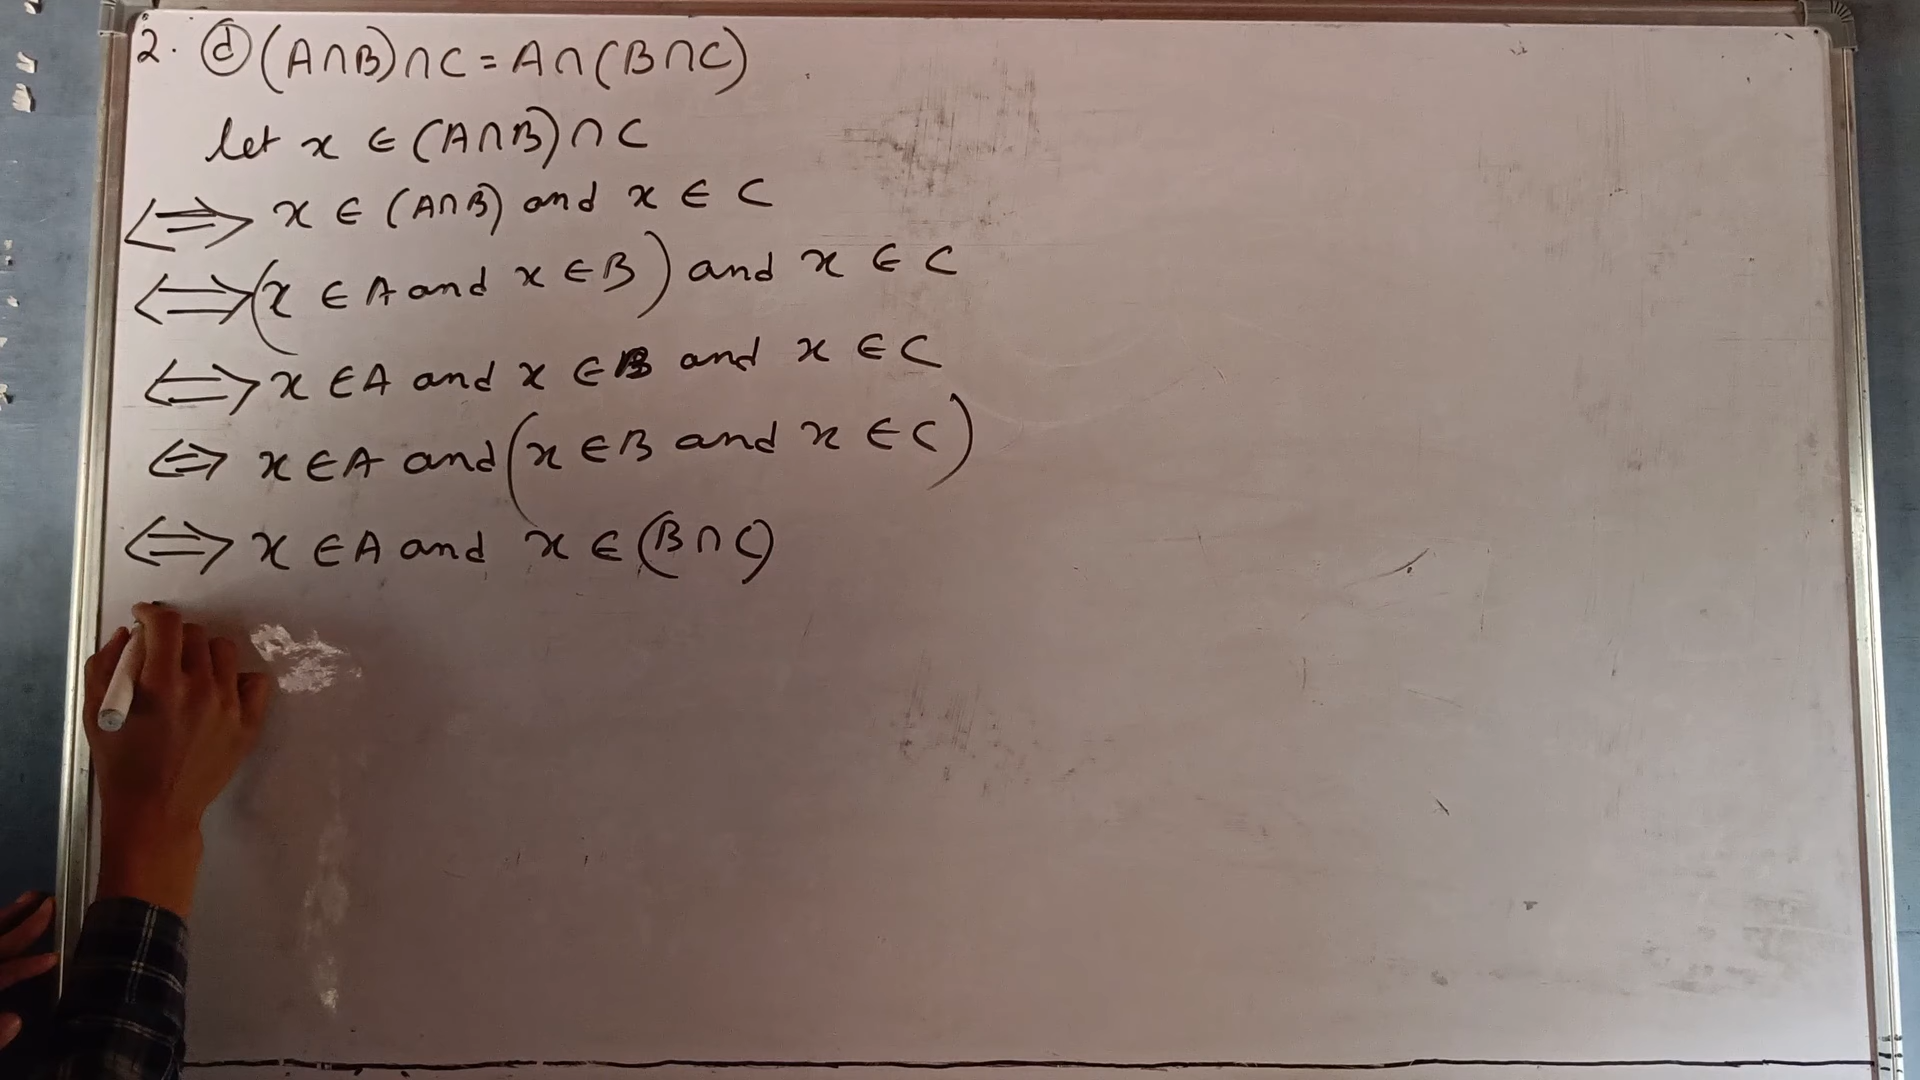 2. ⓓ (A∩B)∩C = A∩(B∩C)
let x ∈ (A∩B)∩C
⟺ x ∈ (A∩B) and x ∈ C
⟺ (x ∈ A and x ∈ B) and x ∈ C
⟺ x ∈ A and x ∈ B and x ∈ C
⟺ x ∈ A and (x ∈ B and x ∈ C)
⟺ x ∈ A and x ∈ (B∩C)